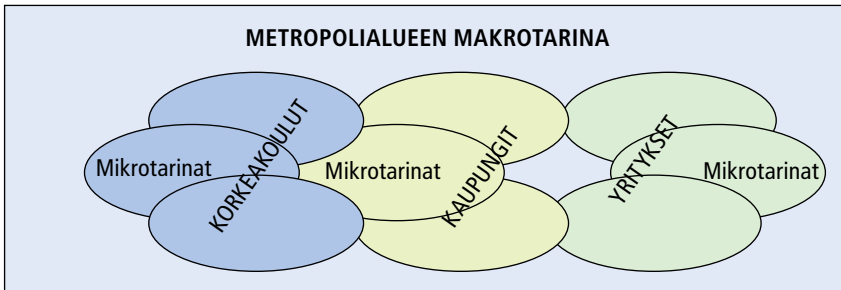 METROPOLIALUEEN MAKROTARINA
Mikrotarinat
KORKEAKOULUT
Mikrotarinat
KAUPUNGIT
YRITYKSET
Mikrotarinat